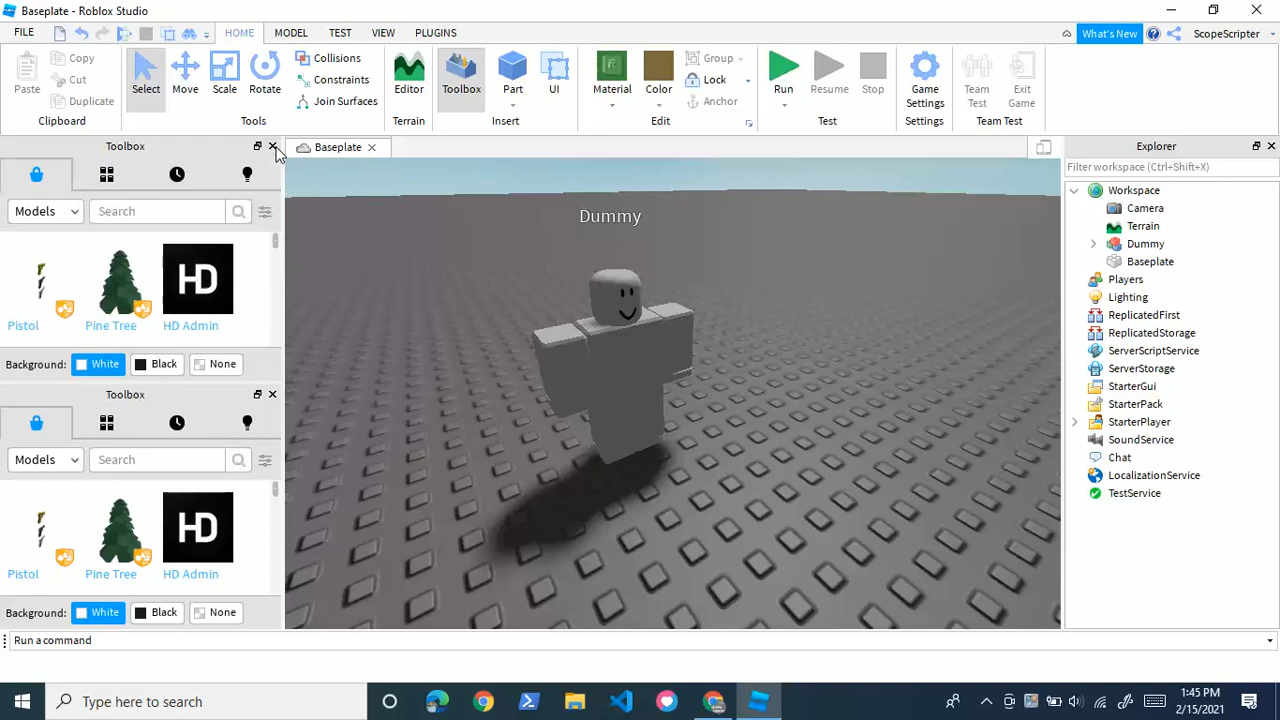 Baseplate - Roblox Studio
FILE HOME MODEL TEST VIEW PLUGINS What's New ScopeScripter
Paste Copy Cut Duplicate Clipboard
Select Move Scale Rotate Collisions Constraints Join Surfaces Tools
Editor Terrain
Toolbox Part UI Insert
Material Color Group Lock Anchor Edit
Run Resume Stop Test
Game Settings Settings
Team Test Exit Game Team Test
Toolbox
Models Search
Pistol Pine Tree HD HD Admin
Background: White Black None
Toolbox
Models Search
Pistol Pine Tree HD HD Admin
Background: White Black None
Baseplate
Dummy
Explorer
Filter workspace (Ctrl+Shift+X)
Workspace
Camera
Terrain
Dummy
Baseplate
Players
Lighting
ReplicatedFirst
ReplicatedStorage
ServerScriptService
ServerStorage
StarterGui
StarterPack
StarterPlayer
SoundService
Chat
LocalizationService
TestService
Run a command
Type here to search
1:45 PM
2/15/2021